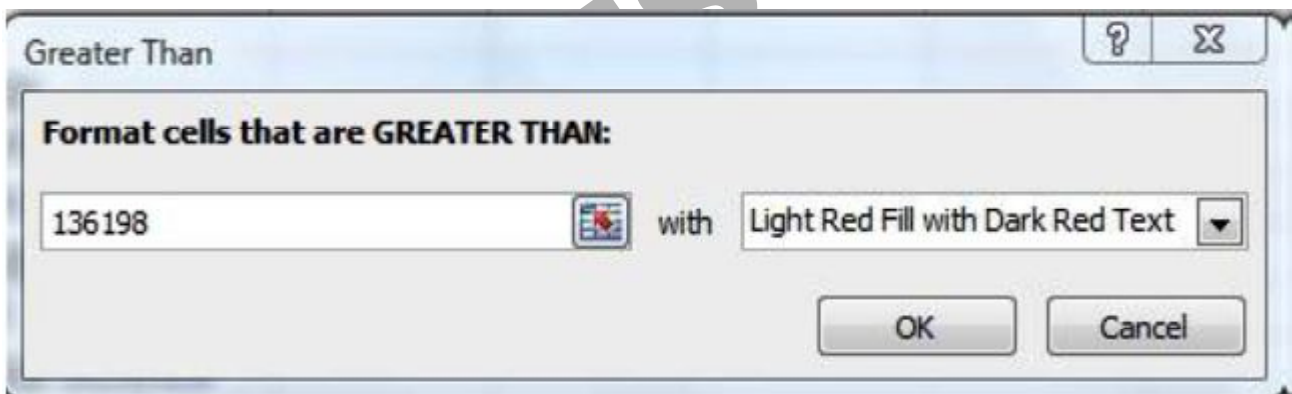 Greater Than
Format cells that are GREATER THAN:
136198 with Light Red Fill with Dark Red Text
OK Cancel